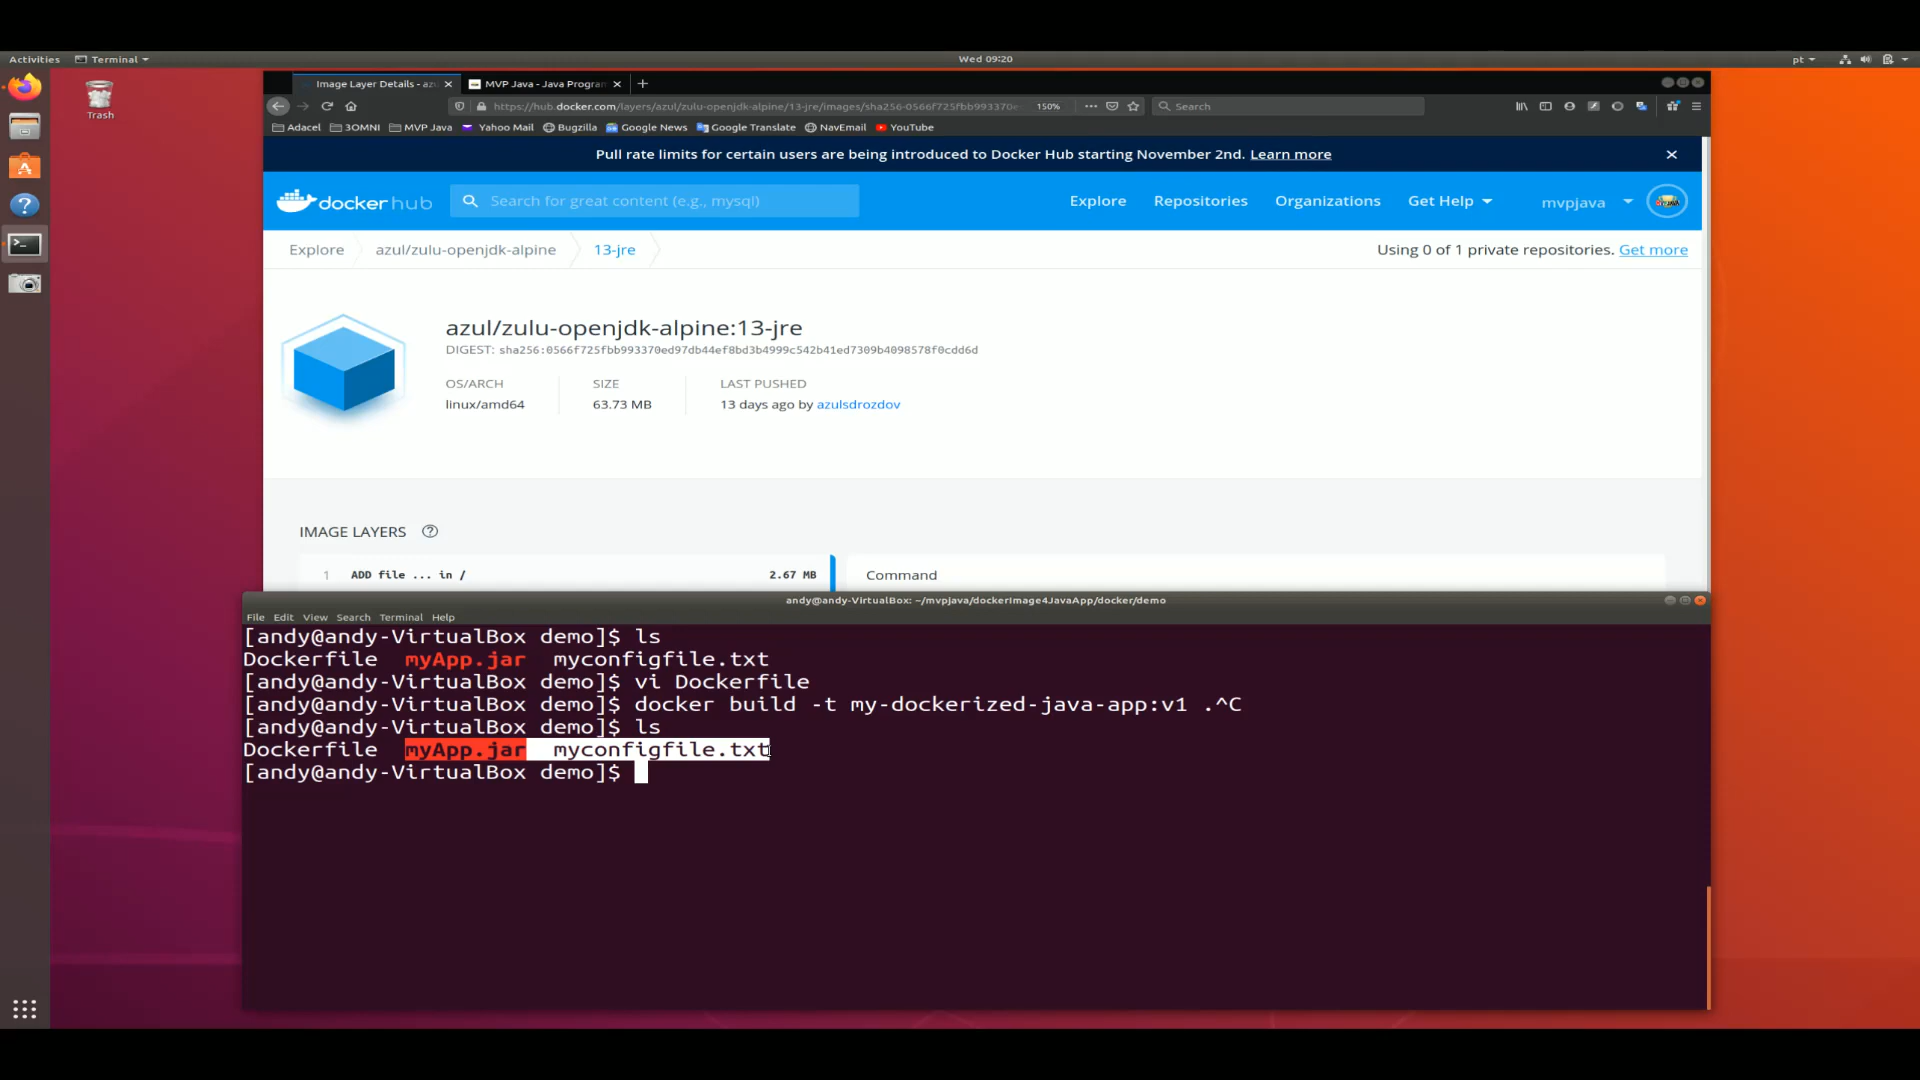 Activities
Terminal
Wed 09:20
pt
Trash
Image Layer Details - az
MVP Java - Java Program
https://hub.docker.com/layers/azul/zulu-openjdk-alpine/13-jre/images/sha256-0566f725fbb993370e
150%
Search
Adacel
3OMNI
MVP Java
Yahoo Mail
Bugzilla
Google News
Google Translate
NavEmail
YouTube
Pull rate limits for certain users are being introduced to Docker Hub starting November 2nd. Learn more
docker hub
Search for great content (e.g., mysql)
Explore
Repositories
Organizations
Get Help
mvpjava
Explore
azul/zulu-openjdk-alpine
13-jre
Using 0 of 1 private repositories. Get more
azul/zulu-openjdk-alpine:13-jre
DIGEST: sha256:0566f725fbb993370ed97db44ef8bd3b4999c542b41ed7309b4098578f0cdd6d
OS/ARCH
SIZE
LAST PUSHED
linux/amd64
63.73 MB
13 days ago by azulsdrozdov
IMAGE LAYERS
1 ADD file ... in / 2.67 MB
Command
andy@andy-VirtualBox: ~/mvpjava/dockerImage4JavaApp/docker/demo
File Edit View Search Terminal Help
[andy@andy-VirtualBox demo]$ ls
Dockerfile myApp.jar myconfigfile.txt
[andy@andy-VirtualBox demo]$ vi Dockerfile
[andy@andy-VirtualBox demo]$ docker build -t my-dockerized-java-app:v1 .^C
[andy@andy-VirtualBox demo]$ ls
Dockerfile myApp.jar myconfigfile.txt
[andy@andy-VirtualBox demo]$